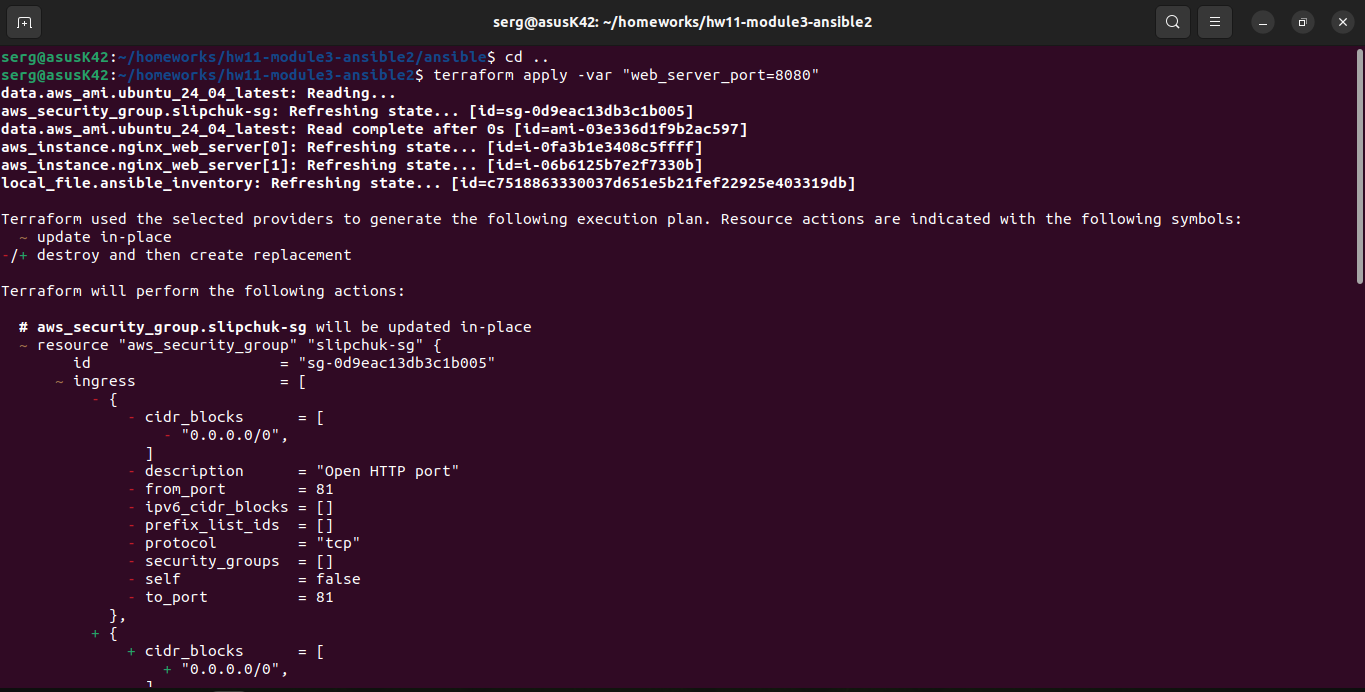 serg@asusK42: ~/homeworks/hw11-module3-ansible2
serg@asusK42:~/homeworks/hw11-module3-ansible2/ansible$ cd ..
serg@asusK42:~/homeworks/hw11-module3-ansible2$ terraform apply -var "web_server_port=8080"
data.aws_ami.ubuntu_24_04_latest: Reading...
aws_security_group.slipchuk-sg: Refreshing state... [id=sg-0d9eac13db3c1b005]
data.aws_ami.ubuntu_24_04_latest: Read complete after 0s [id=ami-03e336d1f9b2ac597]
aws_instance.nginx_web_server[0]: Refreshing state... [id=i-0fa3b1e3408c5ffff]
aws_instance.nginx_web_server[1]: Refreshing state... [id=i-06b6125b7e2f7330b]
local_file.ansible_inventory: Refreshing state... [id=c7518863330037d651e5b21fef22925e403319db]

Terraform used the selected providers to generate the following execution plan. Resource actions are indicated with the following symbols:
  ~ update in-place
-/+ destroy and then create replacement

Terraform will perform the following actions:

  # aws_security_group.slipchuk-sg will be updated in-place
  ~ resource "aws_security_group" "slipchuk-sg" {
        id                     = "sg-0d9eac13db3c1b005"
      ~ ingress                = [
          - {
              - cidr_blocks      = [
                  - "0.0.0.0/0",
                ]
              - description      = "Open HTTP port"
              - from_port        = 81
              - ipv6_cidr_blocks = []
              - prefix_list_ids  = []
              - protocol         = "tcp"
              - security_groups  = []
              - self             = false
              - to_port          = 81
            },
          + {
              + cidr_blocks      = [
                  + "0.0.0.0/0",
                ]